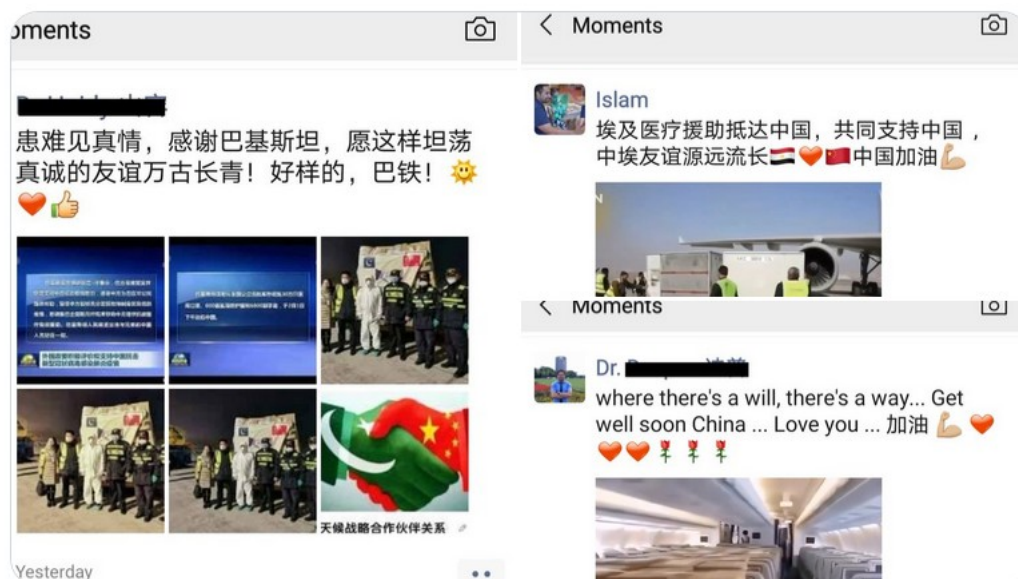 oments
患难见真情，感谢巴基斯坦，愿这样坦荡
真诚的友谊万古长青！好样的，巴铁！🌞
❤️👍
天候战略合作伙伴关系
Yesterday
Moments
Islam
埃及医疗援助抵达中国，共同支持中国，
中埃友谊源远流长🇪🇬❤️🇨🇳中国加油💪
Moments
Dr.
where there's a will, there's a way... Get
well soon China ... Love you ... 加油 💪 ❤️
❤️❤️🌹🌹🌹